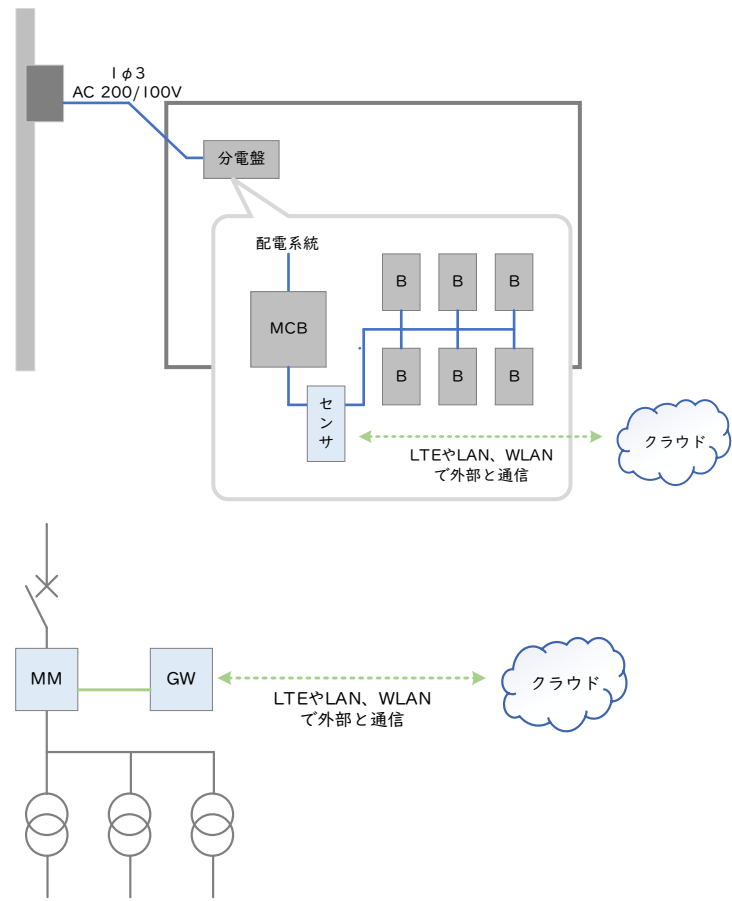 1φ3
AC 200/100V
分電盤
配電系統
MCB
B
B
B
B
B
B
センサ
LTEやLAN、WLAN
で外部と通信
クラウド
MM
GW
LTEやLAN、WLAN
で外部と通信
クラウド